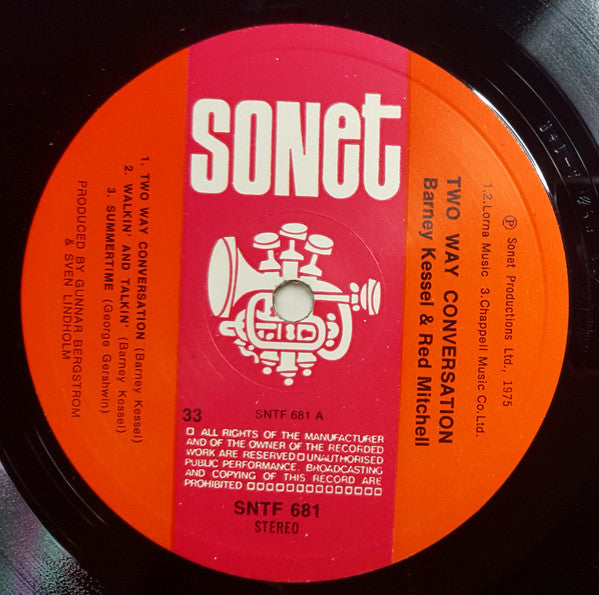 SONET
33
SNTF 681 A
ALL RIGHTS OF THE MANUFACTURER
AND OF THE OWNER OF THE RECORDED
WORK ARE RESERVED UNAUTHORISED
PUBLIC PERFORMANCE, BROADCASTING
AND COPYING OF THIS RECORD ARE
PROHIBITED
SNTF 681
STEREO
TWO WAY CONVERSATION
Barney Kessel & Red Mitchell
1.2.Lorna Music 3.Chappell Music Co.Ltd.
℗ Sonet Productions Ltd., 1975
1. TWO WAY CONVERSATION (Barney Kessel)
2. WALKIN' AND TALKIN' (Barney Kessel)
3. SUMMERTIME (George Gershwin)
PRODUCED BY GUNNAR BERGSTROM
& SVEN LINDHOLM